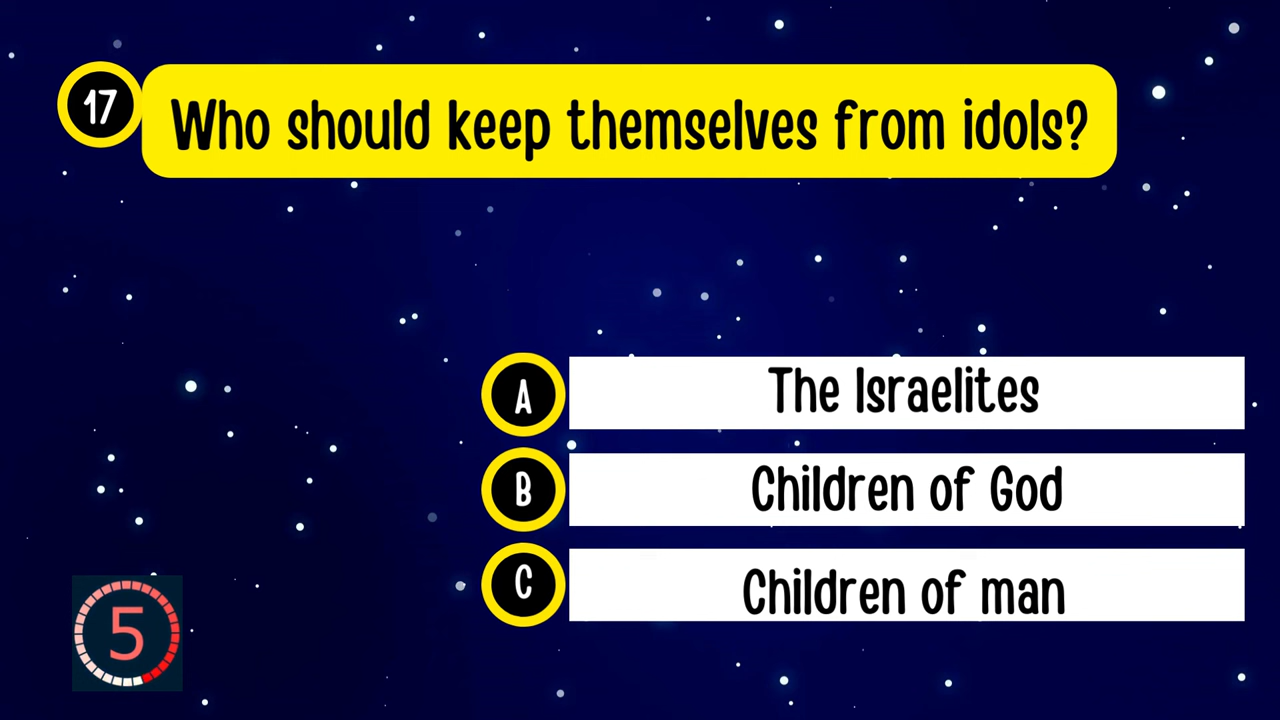 17
Who should keep themselves from idols?
A
The Israelites
B
Children of God
C
Children of man
5